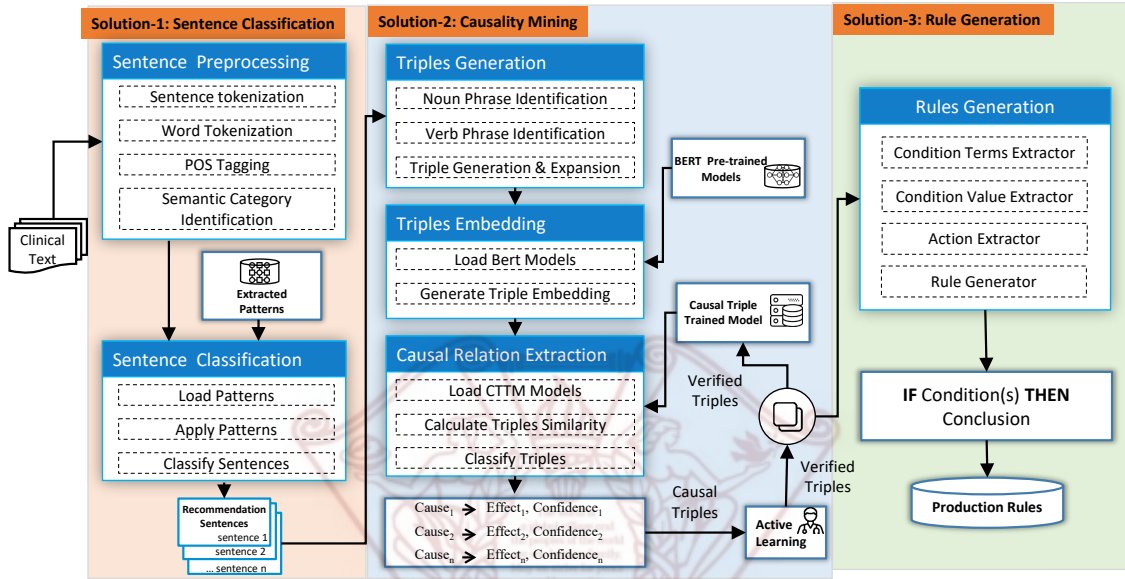 Solution-1: Sentence Classification
Sentence Preprocessing
Sentence tokenization
Word Tokenization
POS Tagging
Semantic Category
Identification
Clinical
Text
Extracted
Patterns
Sentence Classification
Load Patterns
Apply Patterns
Classify Sentences
Recommendation
Sentences
sentence 1
sentence 2
... sentence n
Solution-2: Causality Mining
Triples Generation
Noun Phrase Identification
Verb Phrase Identification
Triple Generation & Expansion
BERT Pre-trained
Models
Triples Embedding
Load Bert Models
Generate Triple Embedding
Causal Triple
Trained Model
Causal Relation Extraction
Load CTTM Models
Calculate Triples Similarity
Classify Triples
Verified
Triples
Cause1 → Effect1, Confidence1
Cause2 → Effect2, Confidence2
Causen → Effectn, Confidencen
Causal
Triples
Active
Learning
Verified
Triples
Solution-3: Rule Generation
Rules Generation
Condition Terms Extractor
Condition Value Extractor
Action Extractor
Rule Generator
IF Condition(s) THEN
Conclusion
Production Rules